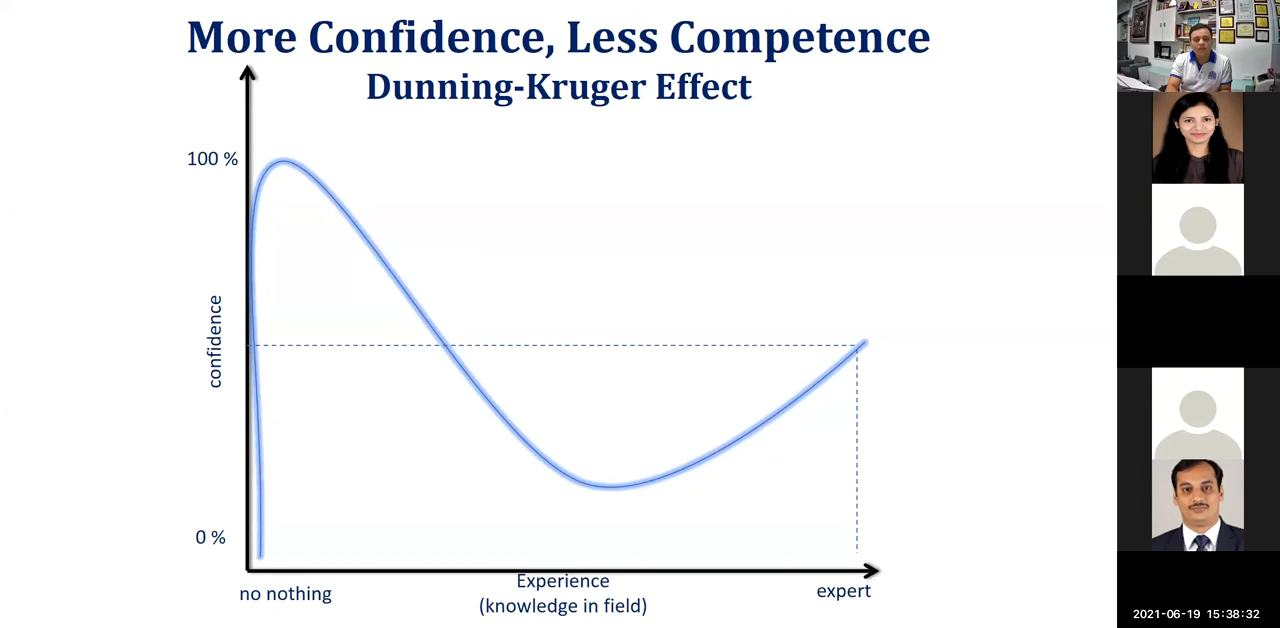 More Confidence, Less Competence
Dunning-Kruger Effect
100 %
confidence
0 %
no nothing
Experience
(knowledge in field)
expert
2021-06-19 15:38:32